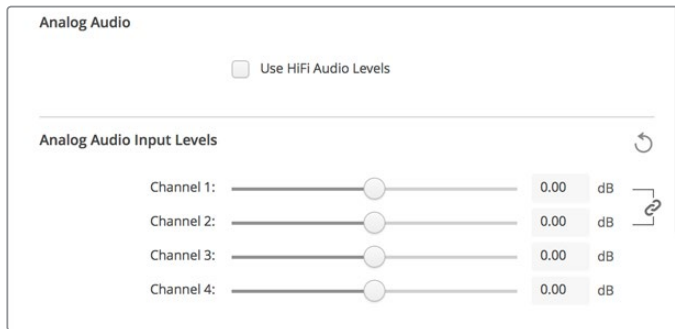 Analog Audio
Use HiFi Audio Levels
Analog Audio Input Levels
Channel 1: 0.00 dB
Channel 2: 0.00 dB
Channel 3: 0.00 dB
Channel 4: 0.00 dB